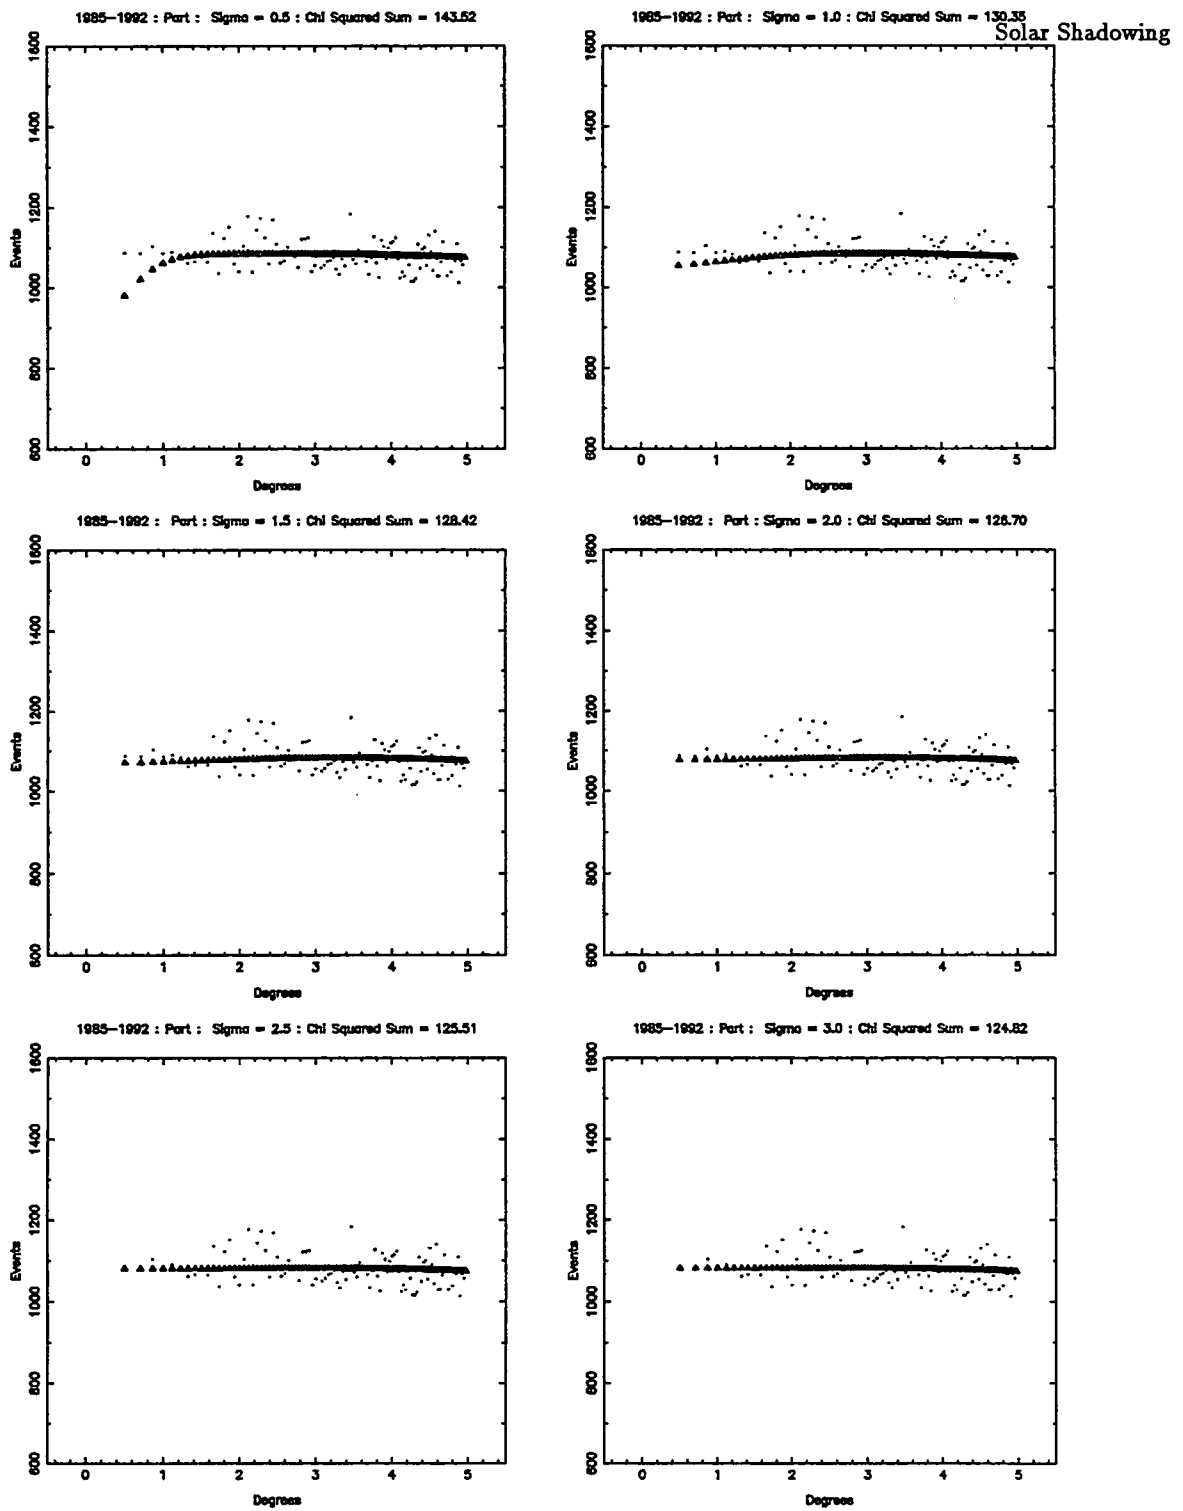 1985-1992 : Part : Sigma = 0.5 : Chi Squared Sum = 143.52
1600
1400
1200
1000
800
600
Events
0 1 2 3 4 5
Degrees
1985-1992 : Part : Sigma = 1.0 : Chi Squared Sum = 130.35
Solar Shadowing
1600
1400
1200
1000
800
600
Events
0 1 2 3 4 5
Degrees
1985-1992 : Part : Sigma = 1.5 : Chi Squared Sum = 128.42
1600
1400
1200
1000
800
600
Events
0 1 2 3 4 5
Degrees
1985-1992 : Part : Sigma = 2.0 : Chi Squared Sum = 126.70
1600
1400
1200
1000
800
600
Events
0 1 2 3 4 5
Degrees
1985-1992 : Part : Sigma = 2.5 : Chi Squared Sum = 125.51
1600
1400
1200
1000
800
600
Events
0 1 2 3 4 5
Degrees
1985-1992 : Part : Sigma = 3.0 : Chi Squared Sum = 124.82
1600
1400
1200
1000
800
600
Events
0 1 2 3 4 5
Degrees